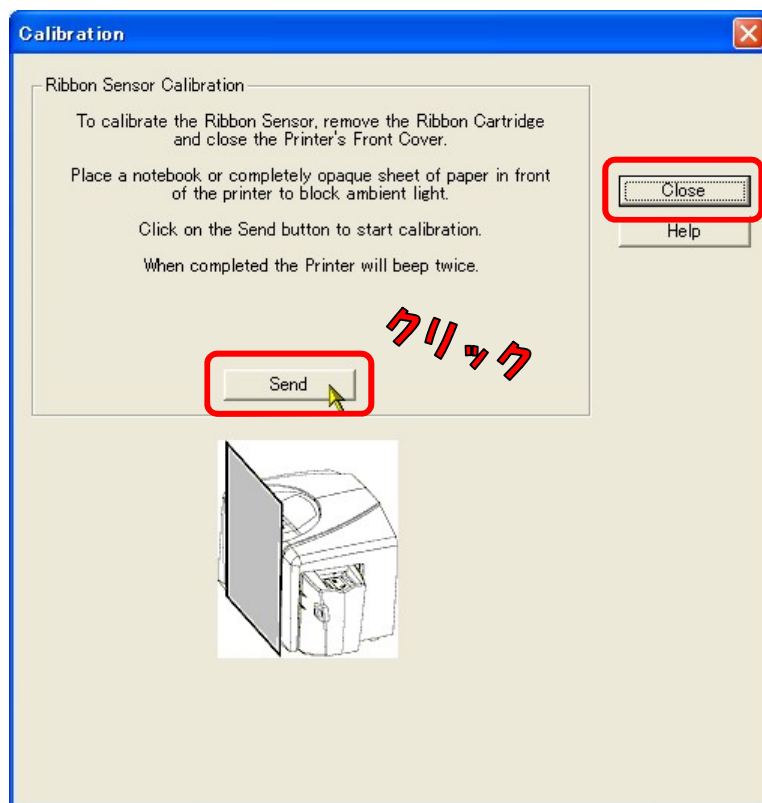 Calibration
Ribbon Sensor Calibration
To calibrate the Ribbon Sensor, remove the Ribbon Cartridge
and close the Printer's Front Cover.
Place a notebook or completely opaque sheet of paper in front
of the printer to block ambient light.
Click on the Send button to start calibration.
When completed the Printer will beep twice.
クリック
Send
Close
Help